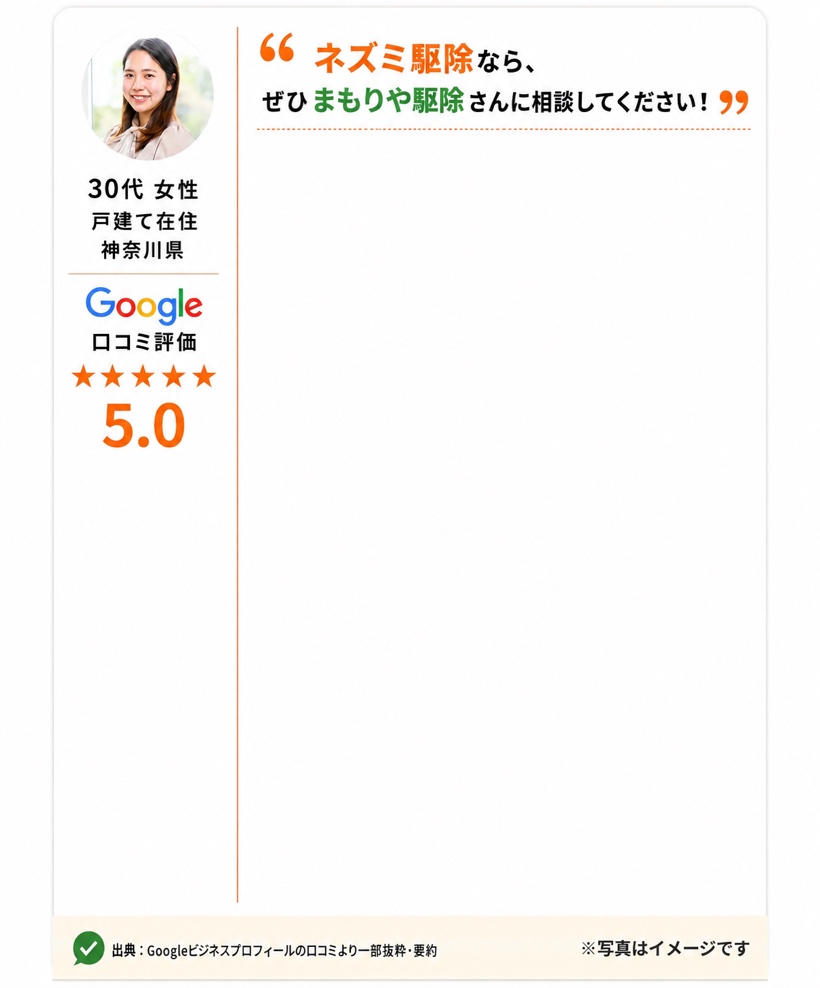 30代 女性
戸建て在住
神奈川県
Google
口コミ評価
★★★★★
5.0
“ ネズミ駆除なら、
ぜひ まもりや駆除 さんに相談してください！ ”
出典：Googleビジネスプロフィールの口コミより一部抜粋・要約
※写真はイメージです